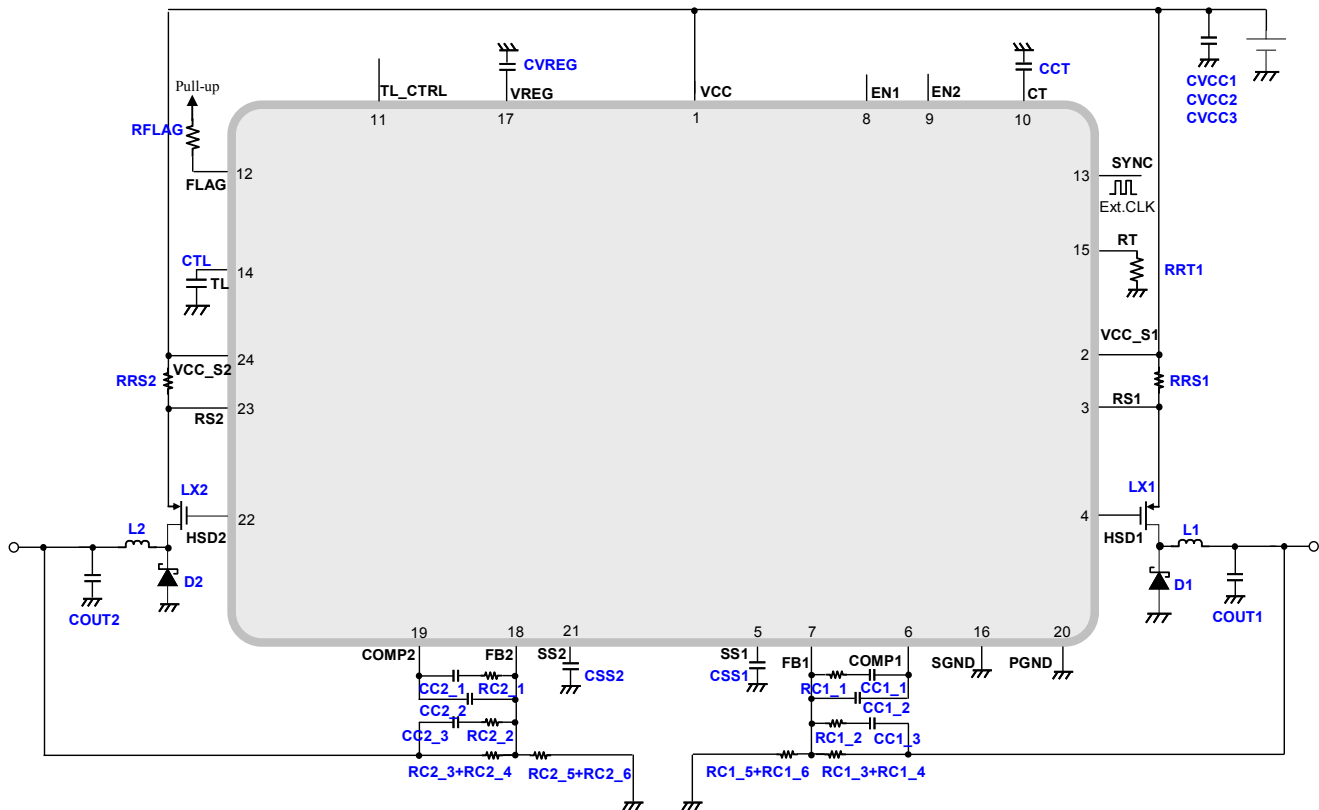 CVREG
CCT
Pull-up
TL_CTRL
VREG
VCC
EN1
EN2
CT
CVCC1
CVCC2
CVCC3
11
17
1
8
9
10
RFLAG
FLAG
12
13
SYNC
Ext.CLK
CTL
TL
14
15
RT
RRT1
VCC_S2
24
2
VCC_S1
RRS2
RRS1
RS2
23
3
RS1
LX2
LX1
22
4
HSD2
HSD1
L2
L1
D2
D1
COUT2
COUT1
19
18
21
5
7
6
16
20
COMP2
FB2
SS2
SS1
FB1
COMP1
SGND
PGND
CC2_1
RC2_1
CSS2
CSS1
RC1_1
CC1_1
CC2_2
CC1_2
CC2_3
RC2_2
RC1_2
CC1_3
RC2_3+RC2_4
RC2_5+RC2_6
RC1_5+RC1_6
RC1_3+RC1_4